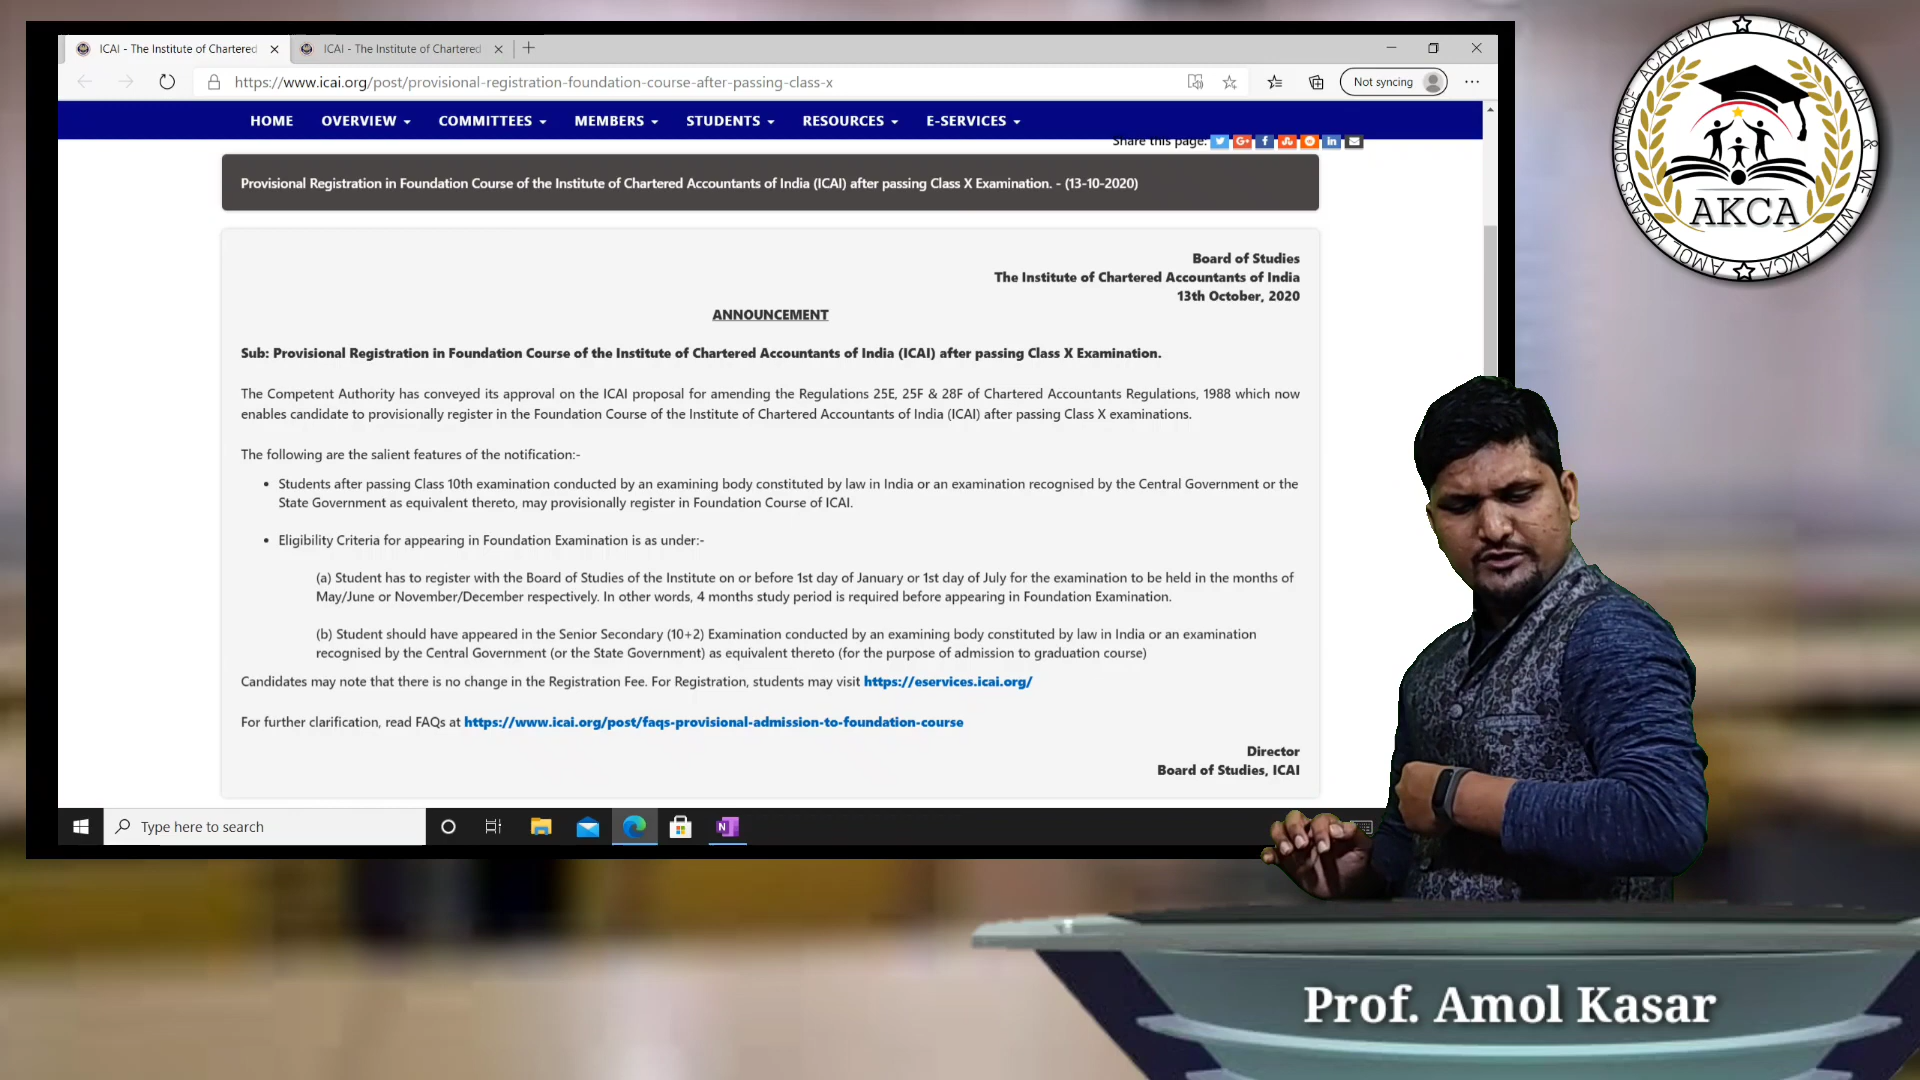 ICAI - The Institute of Chartered
ICAI - The Institute of Chartered
https://www.icai.org/post/provisional-registration-foundation-course-after-passing-class-x
Not syncing
HOME OVERVIEW COMMITTEES MEMBERS STUDENTS RESOURCES E-SERVICES
Share this page:
Provisional Registration in Foundation Course of the Institute of Chartered Accountants of India (ICAI) after passing Class X Examination. - (13-10-2020)
Board of Studies
The Institute of Chartered Accountants of India
13th October, 2020
ANNOUNCEMENT
Sub: Provisional Registration in Foundation Course of the Institute of Chartered Accountants of India (ICAI) after passing Class X Examination.
The Competent Authority has conveyed its approval on the ICAI proposal for amending the Regulations 25E, 25F & 28F of Chartered Accountants Regulations, 1988 which now
enables candidate to provisionally register in the Foundation Course of the Institute of Chartered Accountants of India (ICAI) after passing Class X examinations.
The following are the salient features of the notification:-
• Students after passing Class 10th examination conducted by an examining body constituted by law in India or an examination recognised by the Central Government or the
State Government as equivalent thereto, may provisionally register in Foundation Course of ICAI.
• Eligibility Criteria for appearing in Foundation Examination is as under:-
(a) Student has to register with the Board of Studies of the Institute on or before 1st day of January or 1st day of July for the examination to be held in the months of
May/June or November/December respectively. In other words, 4 months study period is required before appearing in Foundation Examination.
(b) Student should have appeared in the Senior Secondary (10+2) Examination conducted by an examining body constituted by law in India or an examination
recognised by the Central Government (or the State Government) as equivalent thereto (for the purpose of admission to graduation course)
Candidates may note that there is no change in the Registration Fee. For Registration, students may visit https://eservices.icai.org/
For further clarification, read FAQs at https://www.icai.org/post/faqs-provisional-admission-to-foundation-course
Director
Board of Studies, ICAI
Type here to search
AMOL KASAR'S COMMERCE ACADEMY
YES WE CAN & WE WILL
AKCA
AKCA
Prof. Amol Kasar